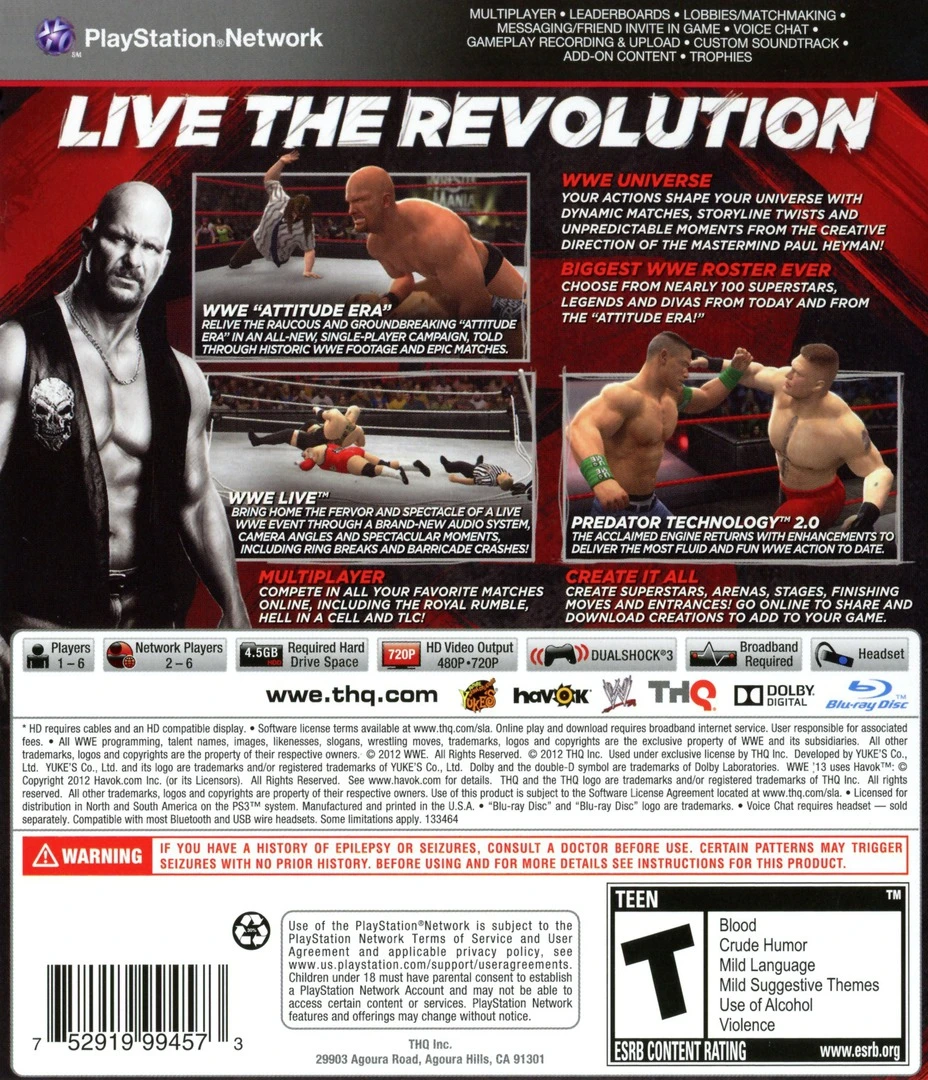 PlayStation®Network
MULTIPLAYER • LEADERBOARDS • LOBBIES/MATCHMAKING •
MESSAGING/FRIEND INVITE IN GAME • VOICE CHAT •
GAMEPLAY RECORDING & UPLOAD • CUSTOM SOUNDTRACK •
ADD-ON CONTENT • TROPHIES
LIVE THE REVOLUTION
WWE "ATTITUDE ERA"
RELIVE THE RAUCOUS AND GROUNDBREAKING "ATTITUDE
ERA" IN AN ALL-NEW, SINGLE-PLAYER CAMPAIGN, TOLD
THROUGH HISTORIC WWE FOOTAGE AND EPIC MATCHES.
WWE UNIVERSE
YOUR ACTIONS SHAPE YOUR UNIVERSE WITH
DYNAMIC MATCHES, STORYLINE TWISTS AND
UNPREDICTABLE MOMENTS FROM THE CREATIVE
DIRECTION OF THE MASTERMIND PAUL HEYMAN!
BIGGEST WWE ROSTER EVER
CHOOSE FROM NEARLY 100 SUPERSTARS,
LEGENDS AND DIVAS FROM TODAY AND FROM
THE "ATTITUDE ERA!"
WWE LIVE™
BRING HOME THE FERVOR AND SPECTACLE OF A LIVE
WWE EVENT THROUGH A BRAND-NEW AUDIO SYSTEM,
CAMERA ANGLES AND SPECTACULAR MOMENTS,
INCLUDING RING BREAKS AND BARRICADE CRASHES!
PREDATOR TECHNOLOGY™ 2.0
THE ACCLAIMED ENGINE RETURNS WITH ENHANCEMENTS TO
DELIVER THE MOST FLUID AND FUN WWE ACTION TO DATE.
MULTIPLAYER
COMPETE IN ALL YOUR FAVORITE MATCHES
ONLINE, INCLUDING THE ROYAL RUMBLE,
HELL IN A CELL AND TLC!
CREATE IT ALL
CREATE SUPERSTARS, ARENAS, STAGES, FINISHING
MOVES AND ENTRANCES! GO ONLINE TO SHARE AND
DOWNLOAD CREATIONS TO ADD TO YOUR GAME.
Players
1–6
Network Players
2–6
4.5GB
HDD
Required Hard
Drive Space
720P
HD Video Output
480P•720P
DUALSHOCK®3
Broadband
Required
Headset
www.wwe.thq.com
YUKE'S
havok
W
THQ
DOLBY
DIGITAL
Blu-ray Disc™
* HD requires cables and an HD compatible display. • Software license terms available at www.thq.com/sla. Online play and download requires broadband internet service. User responsible for associated
fees. • All WWE programming, talent names, images, likenesses, slogans, wrestling moves, trademarks, logos and copyrights are the exclusive property of WWE and its subsidiaries. All other
trademarks, logos and copyrights are the property of their respective owners. © 2012 WWE. All Rights Reserved. © 2012 THQ Inc. Used under exclusive license by THQ Inc. Developed by YUKE'S Co.,
Ltd. YUKE'S Co., Ltd. and its logo are trademarks and/or registered trademarks of YUKE'S Co., Ltd. Dolby and the double-D symbol are trademarks of Dolby Laboratories. WWE '13 uses Havok™: ©
Copyright 2012 Havok.com Inc. (or its Licensors). All Rights Reserved. See www.havok.com for details. THQ and the THQ logo are trademarks and/or registered trademarks of THQ Inc. All rights
reserved. All other trademarks, logos and copyrights are property of their respective owners. Use of this product is subject to the Software License Agreement located at www.thq.com/sla. • Licensed for
distribution in North and South America on the PS3™ system. Manufactured and printed in the U.S.A. • "Blu-ray Disc" and "Blu-ray Disc" logo are trademarks. • Voice Chat requires headset — sold
separately. Compatible with most Bluetooth and USB wire headsets. Some limitations apply. 133464
WARNING
IF YOU HAVE A HISTORY OF EPILEPSY OR SEIZURES, CONSULT A DOCTOR BEFORE USE. CERTAIN PATTERNS MAY TRIGGER
SEIZURES WITH NO PRIOR HISTORY. BEFORE USING AND FOR MORE DETAILS SEE INSTRUCTIONS FOR THIS PRODUCT.
Use of the PlayStation®Network is subject to the
PlayStation Network Terms of Service and User
Agreement and applicable privacy policy, see
www.us.playstation.com/support/useragreements.
Children under 18 must have parental consent to establish
a PlayStation Network Account and may not be able to
access certain content or services. PlayStation Network
features and offerings may change without notice.
7 52919 99457 3
THQ Inc.
29903 Agoura Road, Agoura Hills, CA 91301
TEEN ™
T
Blood
Crude Humor
Mild Language
Mild Suggestive Themes
Use of Alcohol
Violence
ESRB CONTENT RATING www.esrb.org